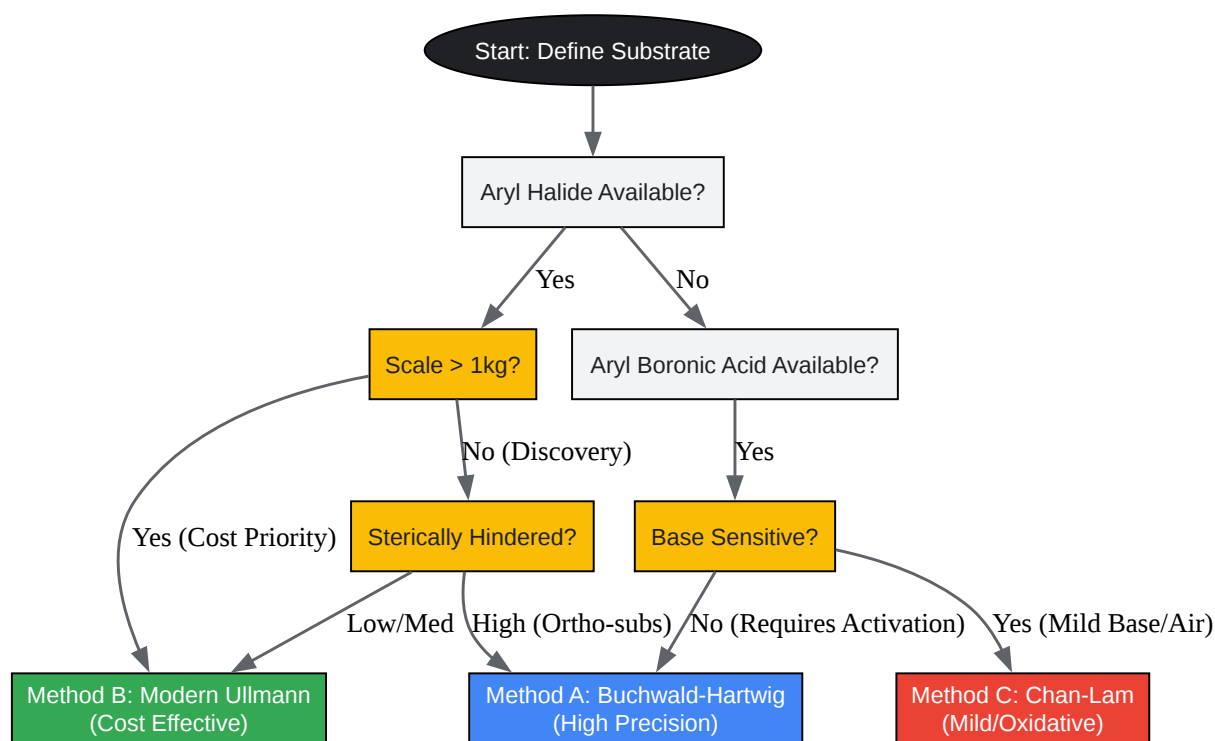 Start: Define Substrate
Aryl Halide Available?
Yes
No
Scale > 1kg?
Aryl Boronic Acid Available?
No (Discovery)
Yes
Yes (Cost Priority)
Sterically Hindered?
Base Sensitive?
Low/Med
High (Ortho-subs)
No (Requires Activation)
Yes (Mild Base/Air)
Method B: Modern Ullmann
(Cost Effective)
Method A: Buchwald-Hartwig
(High Precision)
Method C: Chan-Lam
(Mild/Oxidative)